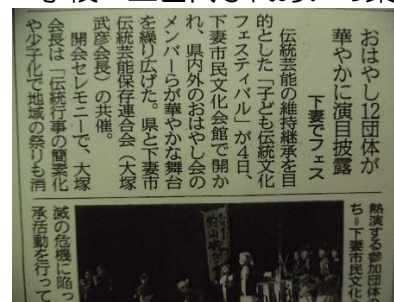 おはやし12団体が
華やかに演目披露
下妻でフェス
伝統芸能の維持継承を目
的とした「子ども伝統文化
フェスティバル」が4日、
下妻市民文化会館で開か
れ、県内外のおはやし会の
メンバーらが華やかな舞台
を繰り広げた。県と下妻市
伝統芸能保存連合会（大塚
武彦会長）の共催。
開会セレモニーで、大塚
会長は「伝統行事の簡素化
や少子化で地域の祭りも消
滅の危機に陥っ
承活動を行って
熱演する参加団体
ち＝下妻市民文化